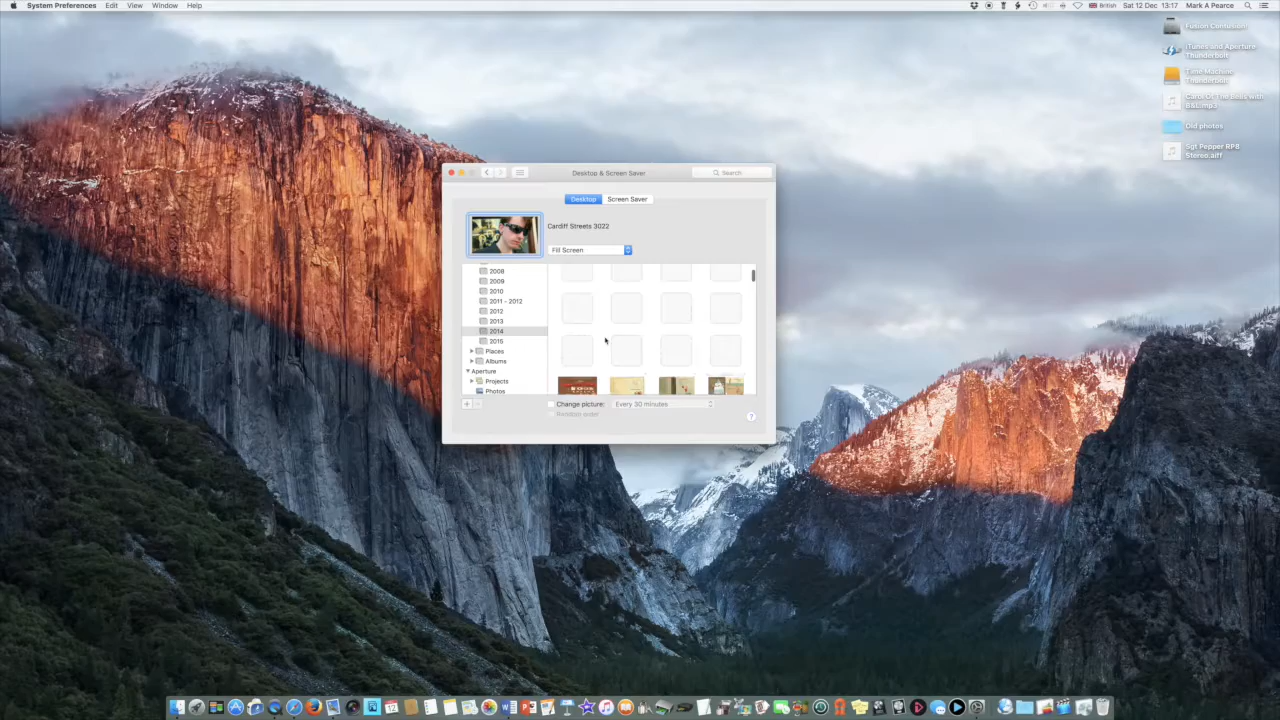 System Preferences Edit View Window Help
British Sat 12 Dec 13:17 Mark A Pearce
Fusion Contusion!
iTunes and Aperture
Thunderbolt
Time Machine
Thunderbolt
B&L.mp3
Old photos
Sgt Pepper RP8
Stereo.aiff
Desktop & Screen Saver
Search
Desktop Screen Saver
Cardiff Streets 3022
Fill Screen
2008
2009
2010
2011 - 2012
2012
2013
2014
2015
Places
Albums
Aperture
Projects
Photos
Change picture: Every 30 minutes
Random order
?